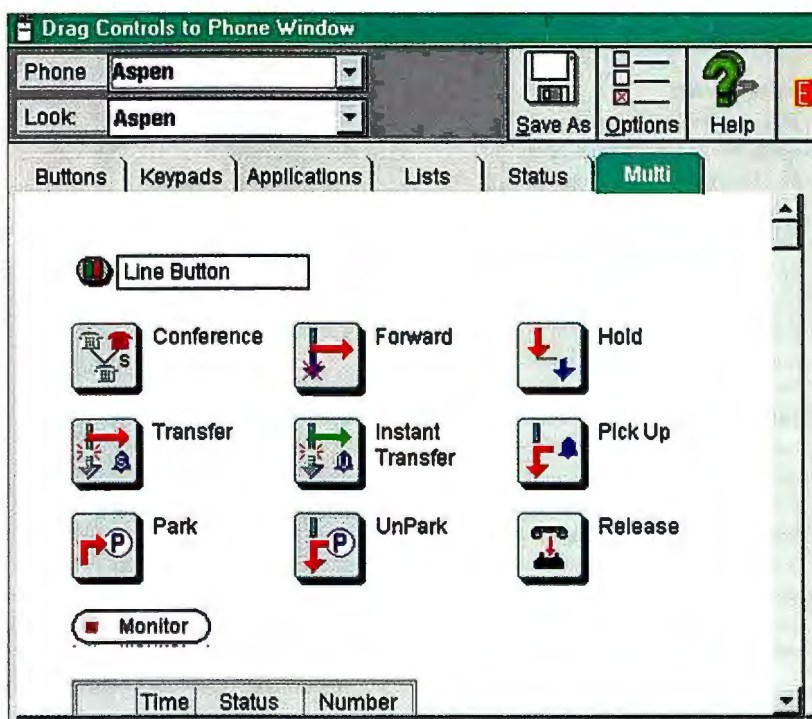 Drag Controls to Phone Window
Phone Aspen
Look: Aspen
Save As Options Help
Buttons Keypads Applications Lists Status Multi
Line Button
S
Conference Forward Hold
Transfer Instant Transfer Pick Up
Park UnPark Release
P P
Monitor
Time Status Number